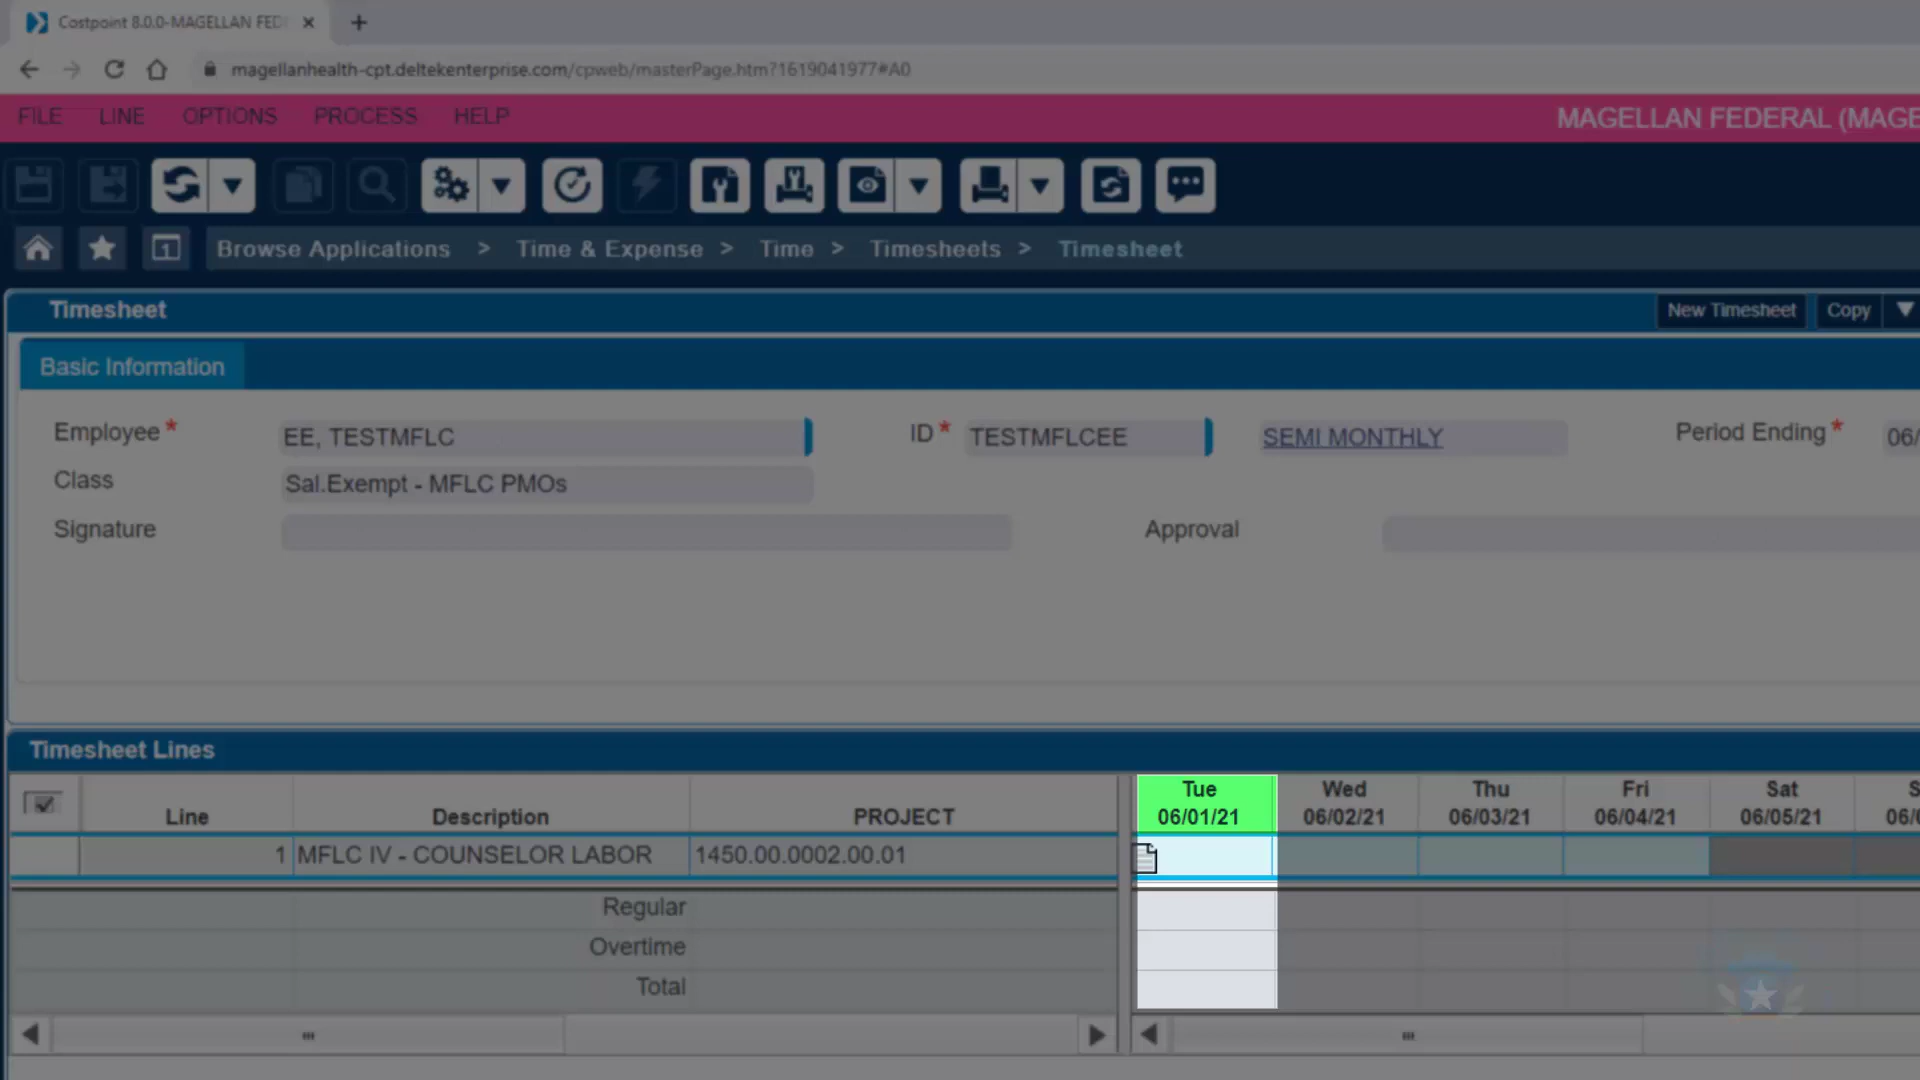 Costpoint 8.0.0-MAGELLAN FED
magellanhealth-cpt.deltekenterprise.com/cpweb/masterPage.htm?1619041977#A0
FILE LINE OPTIONS PROCESS HELP MAGELLAN FEDERAL (MAGE
1 Browse Applications > Time & Expense > Time > Timesheets > Timesheet
Timesheet New Timesheet Copy
Basic Information
Employee * EE, TESTMFLC ID * TESTMFLCEE SEMI MONTHLY Period Ending * 06/
Class Sal.Exempt - MFLC PMOs
Signature Approval
Timesheet Lines
Tue Wed Thu Fri Sat S
Line Description PROJECT 06/01/21 06/02/21 06/03/21 06/04/21 06/05/21 06/
1 MFLC IV - COUNSELOR LABOR 1450.00.0002.00.01
Regular
Overtime
Total